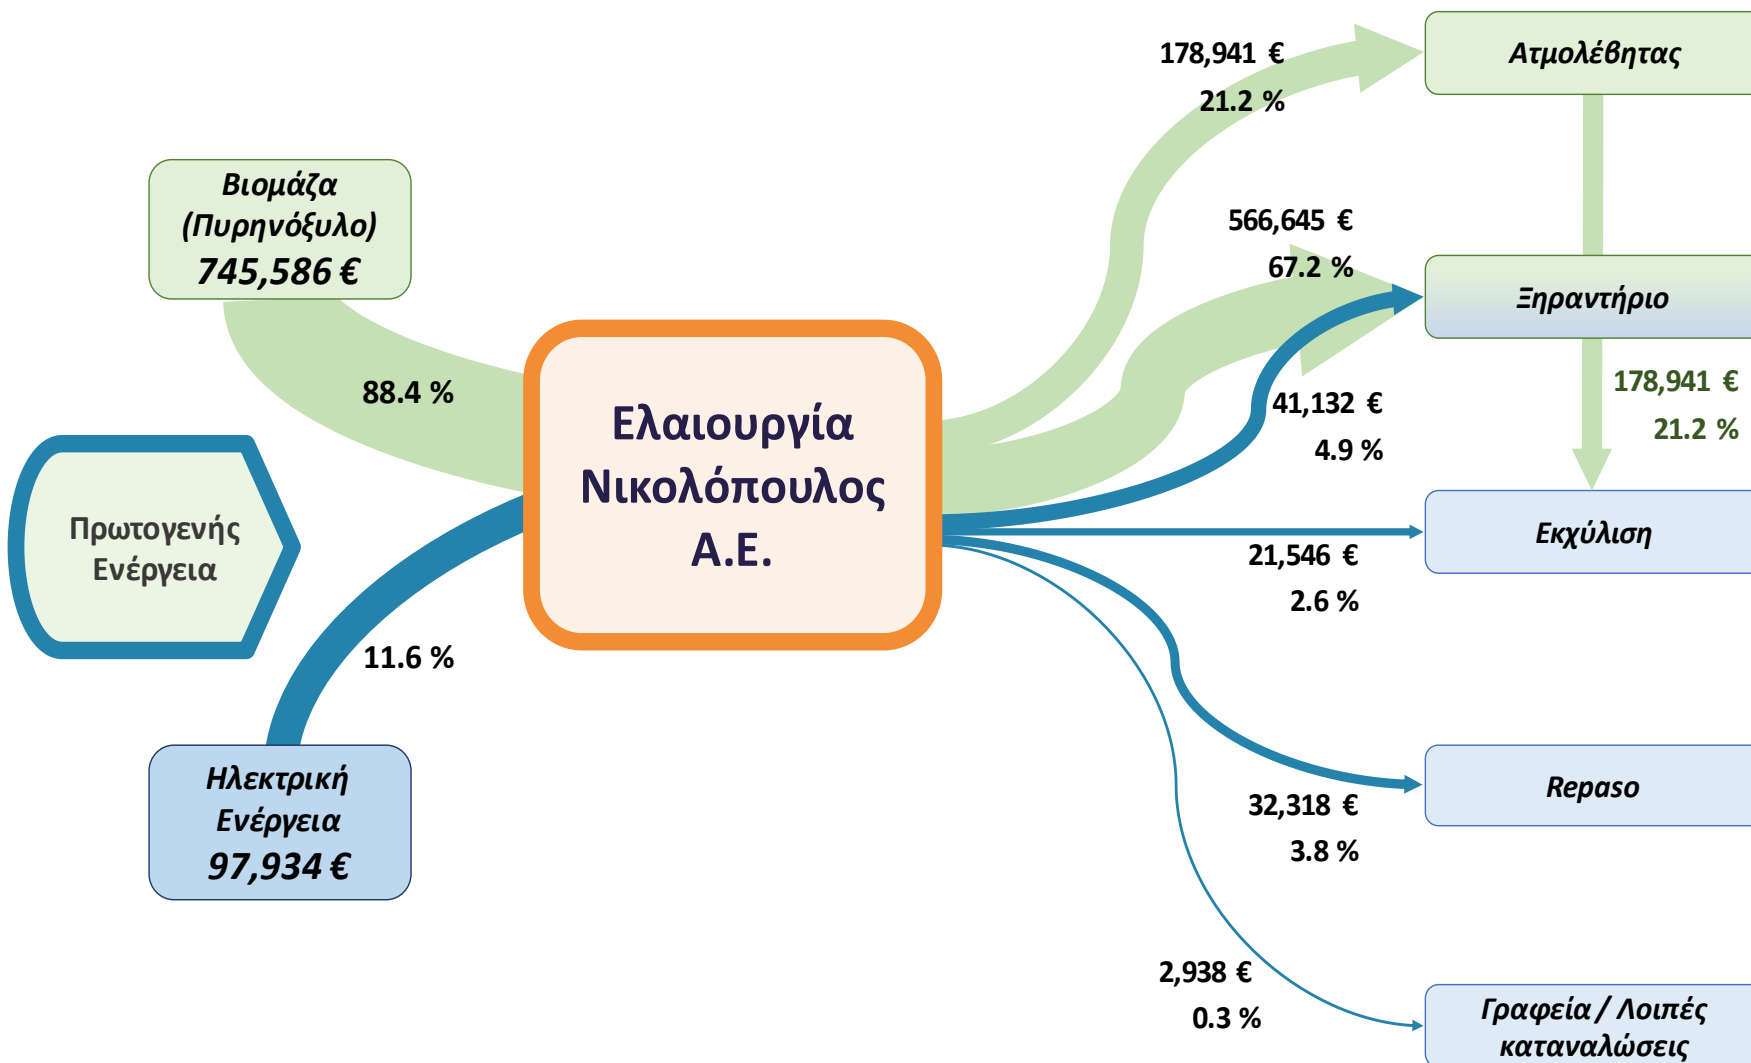 Βιομάζα
(Πυρηνόξυλο)
745,586 €
88.4 %
Πρωτογενής
Ενέργεια
11.6 %
Ηλεκτρική
Ενέργεια
97,934 €
Ελαιουργία
Νικολόπουλος
Α.Ε.
178,941 €
21.2 %
Ατμολέβητας
566,645 €
67.2 %
Ξηραντήριο
41,132 €
4.9 %
178,941 €
21.2 %
21,546 €
2.6 %
Εκχύλιση
32,318 €
3.8 %
Repaso
2,938 €
0.3 %
Γραφεία / Λοιπές
καταναλώσεις